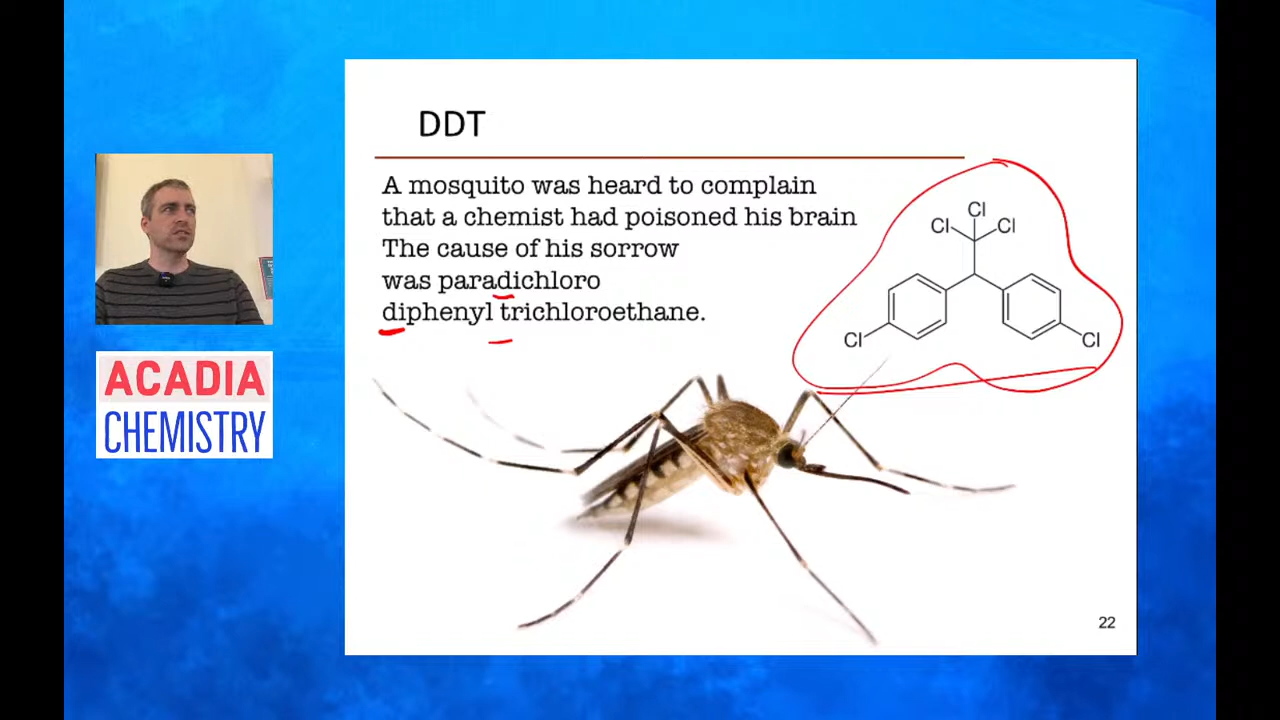 DDT
A mosquito was heard to complain
that a chemist had poisoned his brain
The cause of his sorrow
was paradichloro
diphenyl trichloroethane.
Cl
Cl Cl
Cl Cl
ACADIA
CHEMISTRY
22